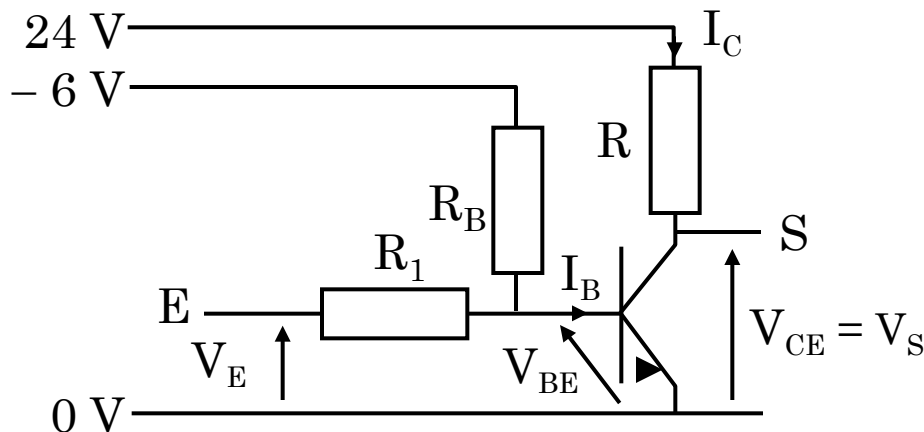 24 V
I_C
– 6 V
R
R_B
S
R_1
I_B
E
V_CE = V_S
V_E
V_BE
0 V